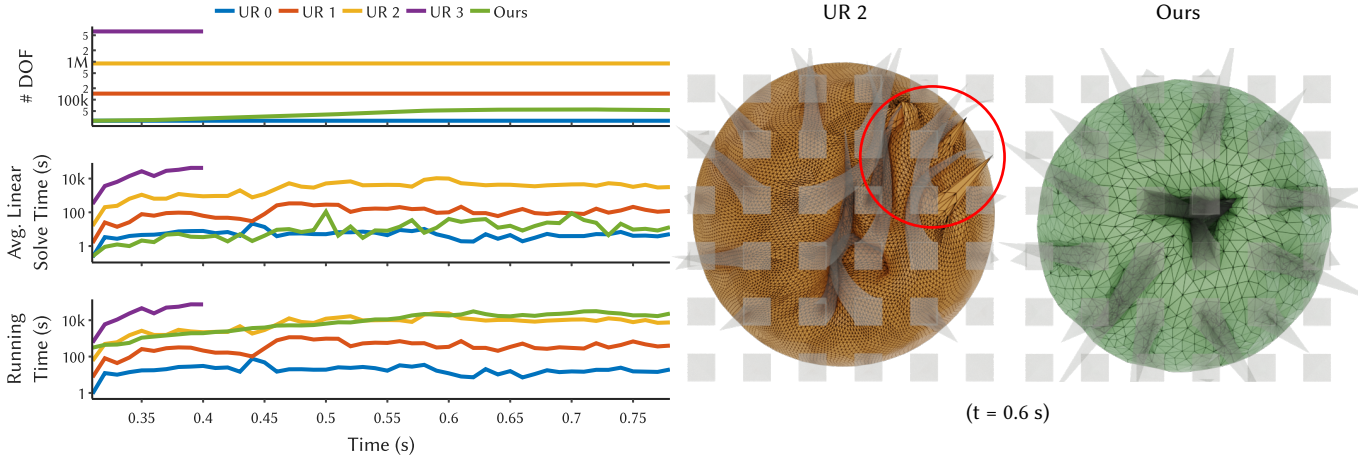 UR 0 UR 1 UR 2 UR 3 Ours
# DOF
5
2
1M
5
2
100k
5
Avg. Linear
Solve Time (s)
10k
100
1
Running
Time (s)
10k
100
1
0.35 0.4 0.45 0.5 0.55 0.6 0.65 0.7 0.75
Time (s)
UR 2 Ours
(t = 0.6 s)